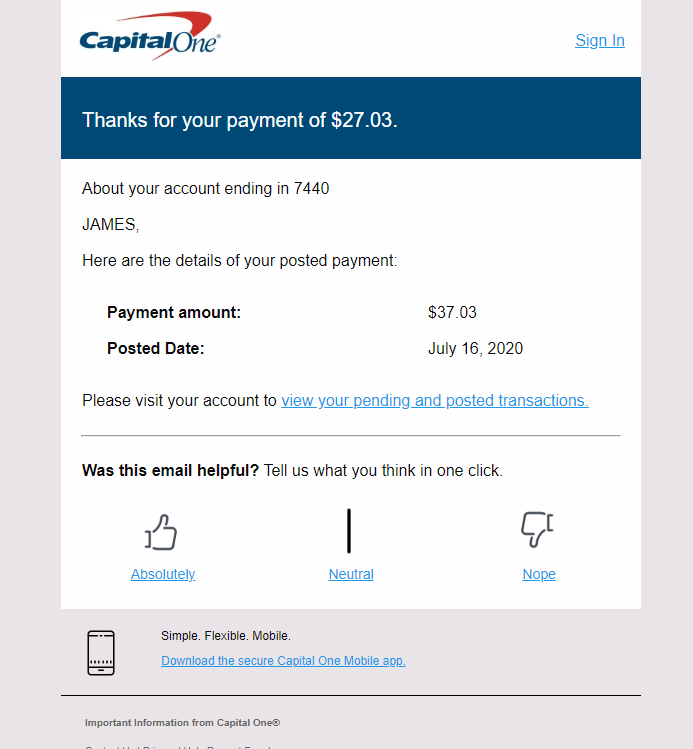 CapitalOne®
Sign In
Thanks for your payment of $27.03.
About your account ending in 7440
JAMES,
Here are the details of your posted payment:
Payment amount: $37.03
Posted Date: July 16, 2020
Please visit your account to view your pending and posted transactions.
Was this email helpful? Tell us what you think in one click.
Absolutely Neutral Nope
Simple. Flexible. Mobile.
Download the secure Capital One Mobile app.
Important Information from Capital One®